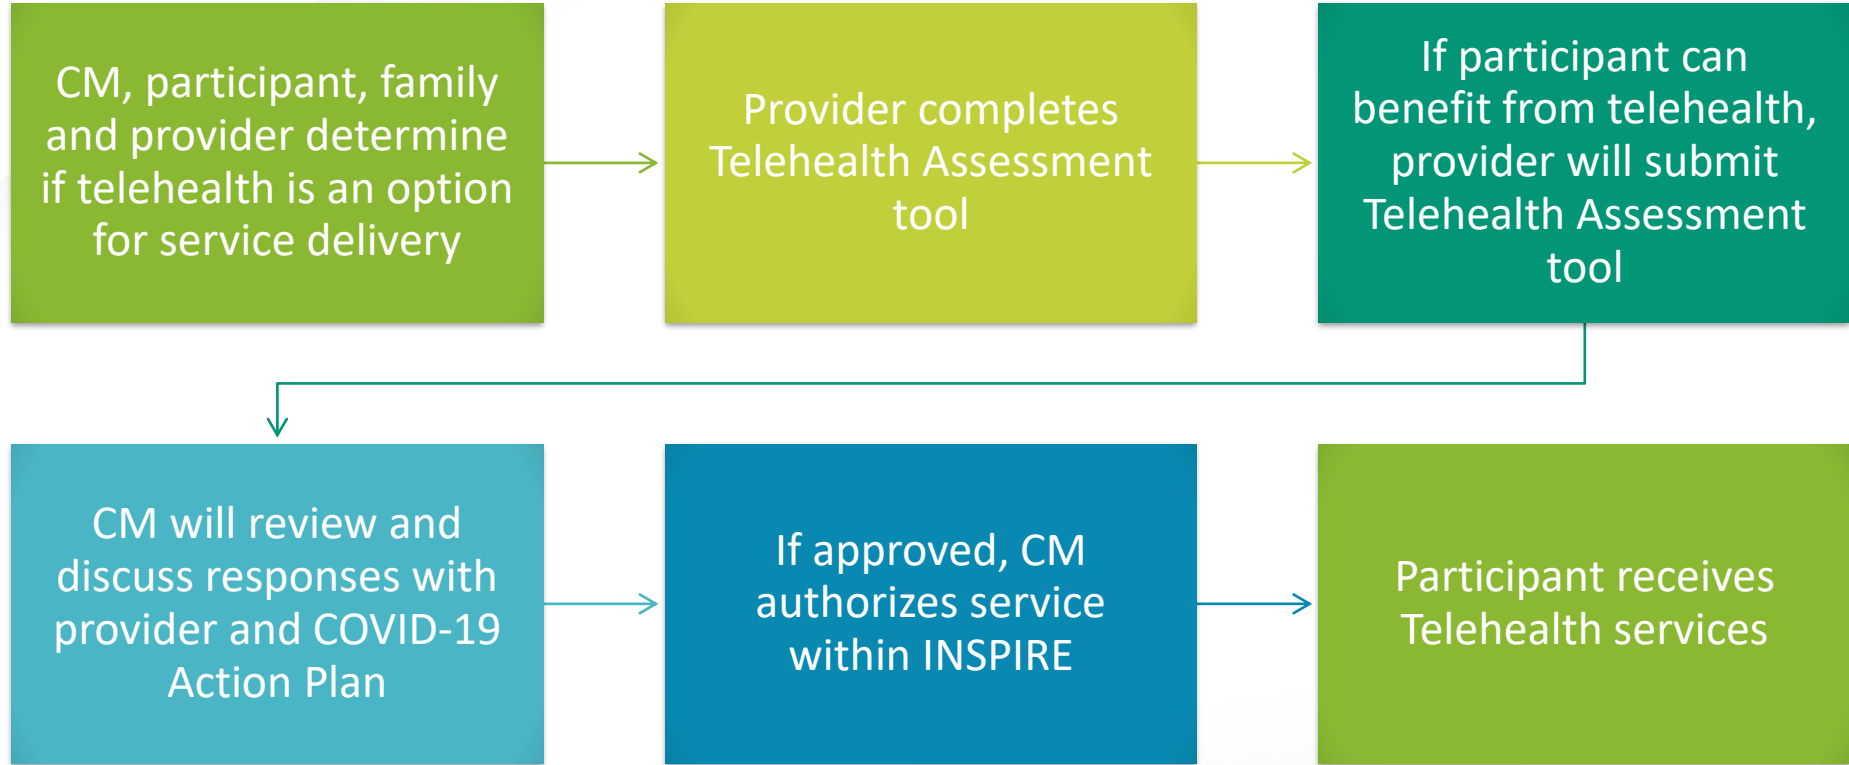 CM, participant, family
and provider determine
if telehealth is an option
for service delivery
Provider completes
Telehealth Assessment
tool
If participant can
benefit from telehealth,
provider will submit
Telehealth Assessment
tool
CM will review and
discuss responses with
provider and COVID-19
Action Plan
If approved, CM
authorizes service
within INSPIRE
Participant receives
Telehealth services